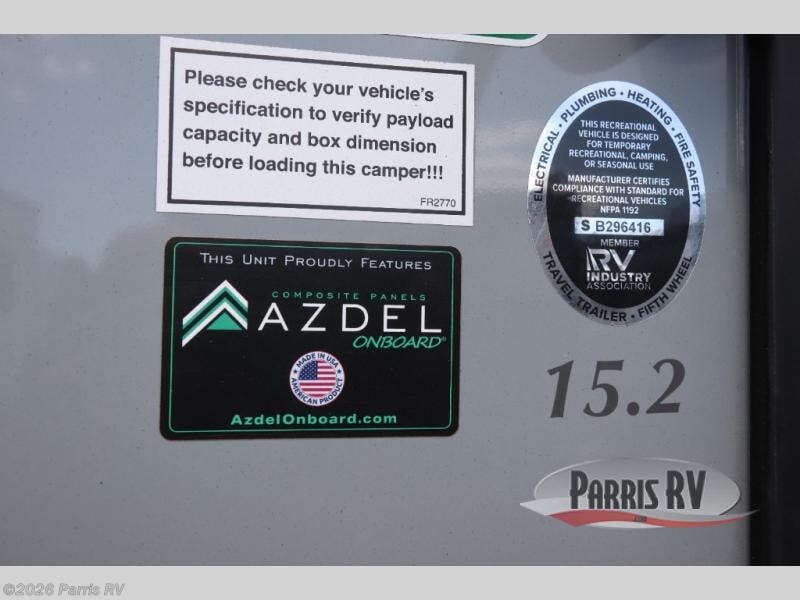 Please check your vehicle's
specification to verify payload
capacity and box dimension
before loading this camper!!!
FR2770
THIS UNIT PROUDLY FEATURES
COMPOSITE PANELS
AZDEL
ONBOARD®
MADE IN USA
AMERICAN PRODUCT
AzdelOnboard.com
ELECTRICAL • PLUMBING • HEATING • FIRE SAFETY
THIS RECREATIONAL
VEHICLE IS DESIGNED
FOR TEMPORARY
RECREATIONAL, CAMPING,
OR SEASONAL USE
MANUFACTURER CERTIFIES
COMPLIANCE WITH STANDARD FOR
RECREATIONAL VEHICLES
NFPA 1192
S B296416
MEMBER
RV
INDUSTRY
ASSOCIATION
TRAVEL TRAILER • FIFTH WHEEL
15.2
PARRIS RV
©2026 Parris RV